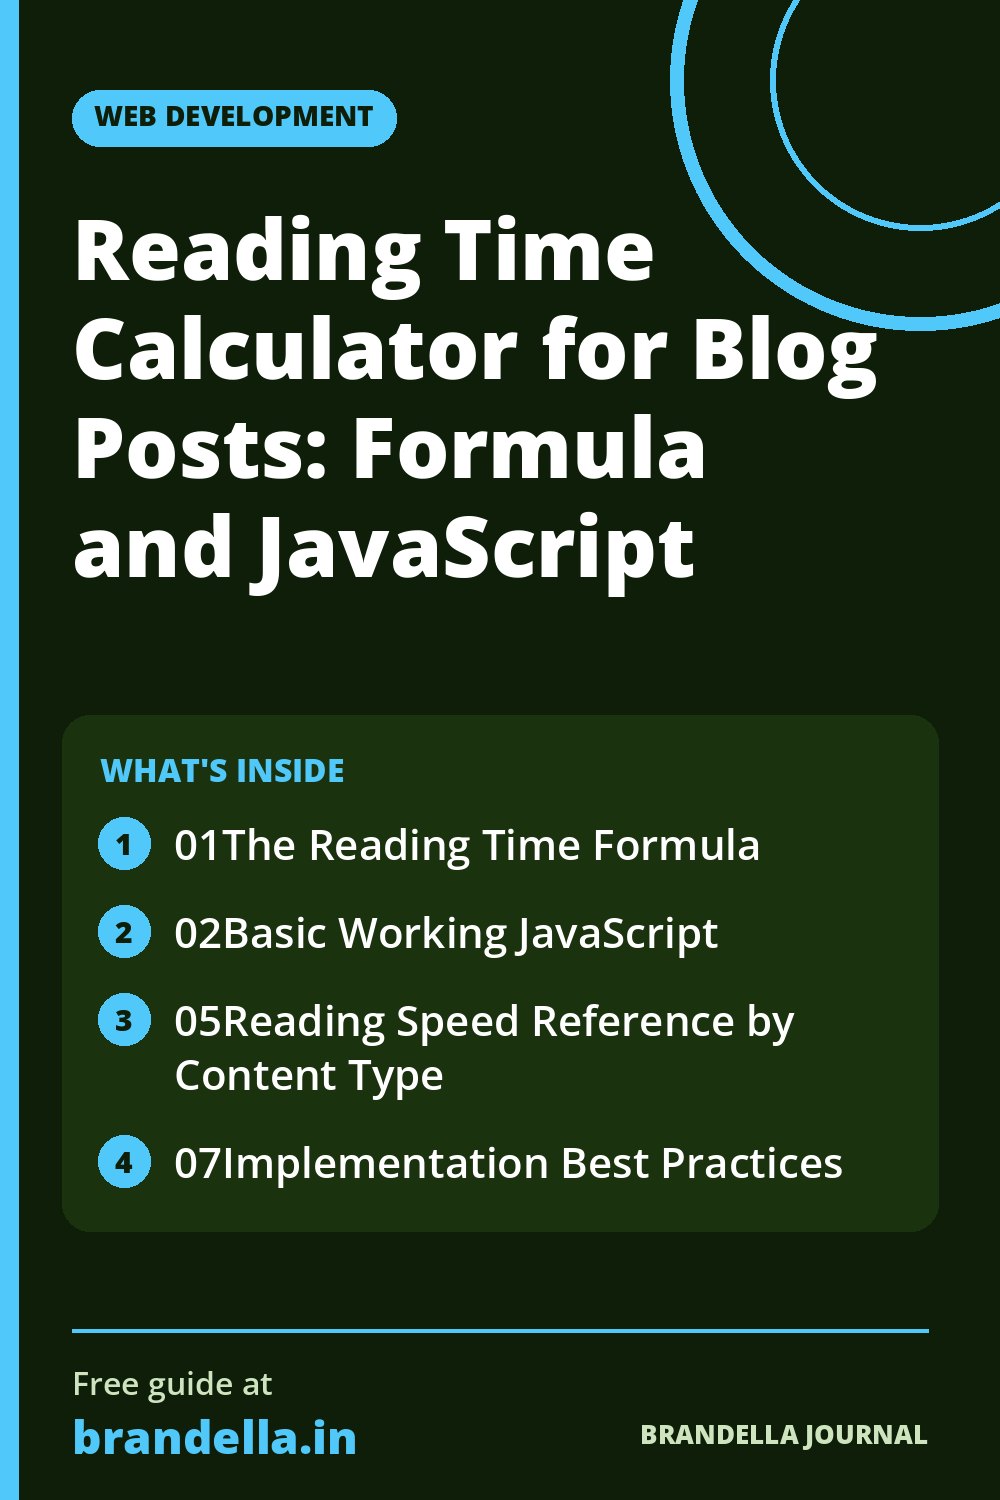 WEB DEVELOPMENT
Reading Time
Calculator for Blog
Posts: Formula
and JavaScript
WHAT'S INSIDE
1 01The Reading Time Formula
2 02Basic Working JavaScript
3 05Reading Speed Reference by
Content Type
4 07Implementation Best Practices
Free guide at
brandella.in
BRANDELLA JOURNAL